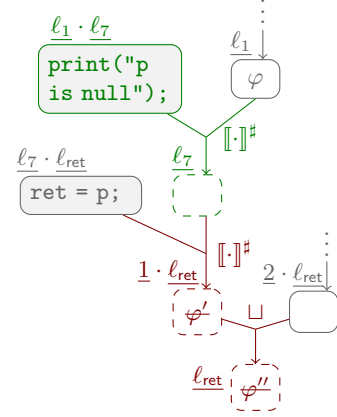 ⋮
ℓ₁ · ℓ₇
ℓ₁
print("p
is null");
φ
⟦·⟧♯
ℓ₇
ℓ₇ · ℓret
ret = p;
⟦·⟧♯
⋮
1 · ℓret
2 · ℓret
φ′
⊔
ℓret
φ″